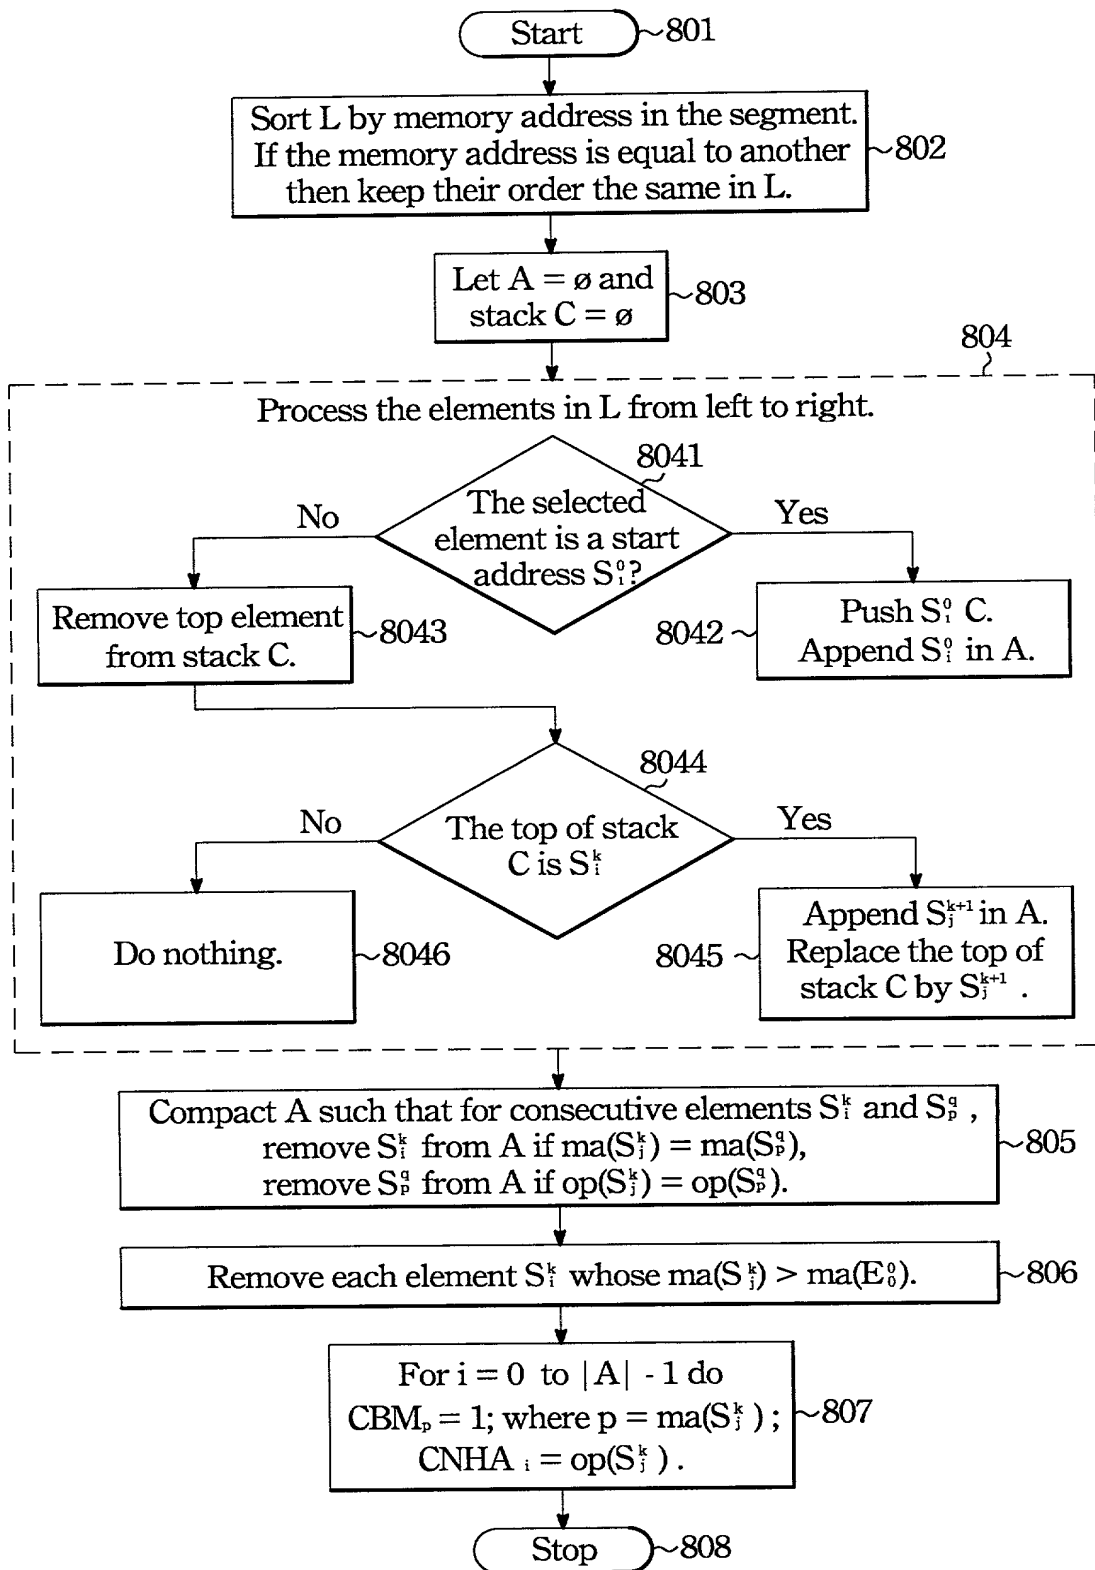 Start
801
Sort L by memory address in the segment.
If the memory address is equal to another
then keep their order the same in L.
802
Let A = ø and
stack C = ø
803
804
Process the elements in L from left to right.
8041
The selected
element is a start
address S⁰ᵢ?
No
Yes
Remove top element
from stack C.
8043
8042
Push S⁰ᵢ C.
Append S⁰ᵢ in A.
8044
The top of stack
C is Sᵏᵢ
No
Yes
Do nothing.
8046
8045
Append Sᵏ⁺¹ⱼ in A.
Replace the top of
stack C by Sᵏ⁺¹ⱼ .
Compact A such that for consecutive elements Sᵏᵢ and S𐞥ₚ ,
remove Sᵏᵢ from A if ma(Sᵏⱼ) = ma(S𐞥ₚ),
remove S𐞥ₚ from A if op(Sᵏⱼ) = op(S𐞥ₚ).
805
Remove each element Sᵏᵢ whose ma(Sᵏⱼ) > ma(E⁰₀).
806
For i = 0 to |A| - 1 do
CBMₚ = 1; where p = ma(Sᵏⱼ) ;
CNHA ᵢ = op(Sᵏⱼ) .
807
Stop
808